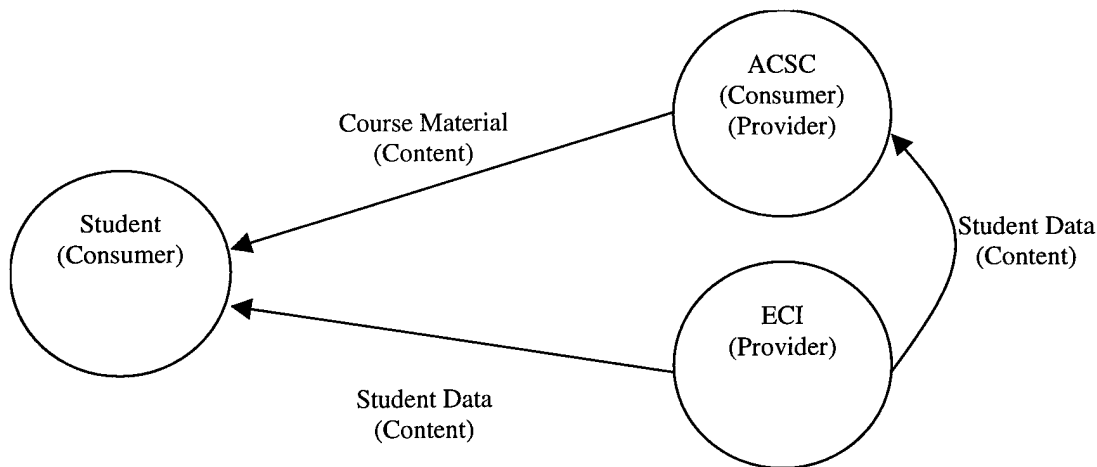 ACSC
(Consumer)
(Provider)
Course Material
(Content)
Student
(Consumer)
Student Data
(Content)
ECI
(Provider)
Student Data
(Content)